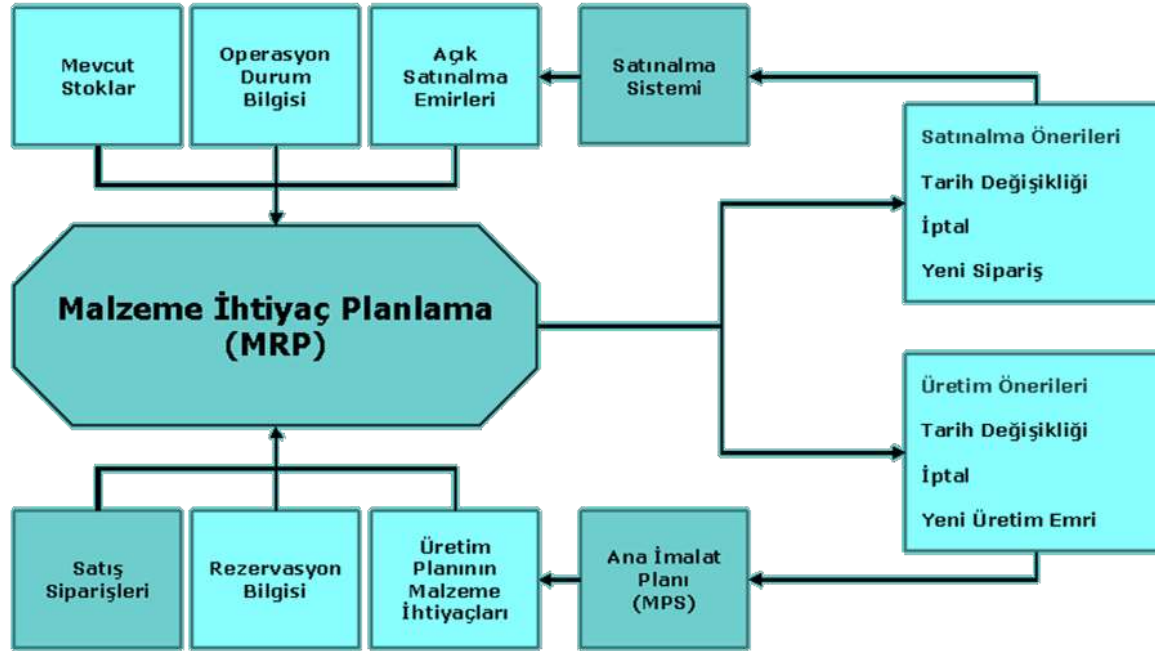 Mevcut
Stoklar
Operasyon
Durum
Bilgisi
Açık
Satınalma
Emirleri
Satınalma
Sistemi
Satınalma Önerileri
Tarih Değişikliği
İptal
Yeni Sipariş
Malzeme İhtiyaç Planlama
(MRP)
Üretim Önerileri
Tarih Değişikliği
İptal
Yeni Üretim Emri
Satış
Siparişleri
Rezervasyon
Bilgisi
Üretim
Planının
Malzeme
İhtiyaçları
Ana İmalat
Planı
(MPS)